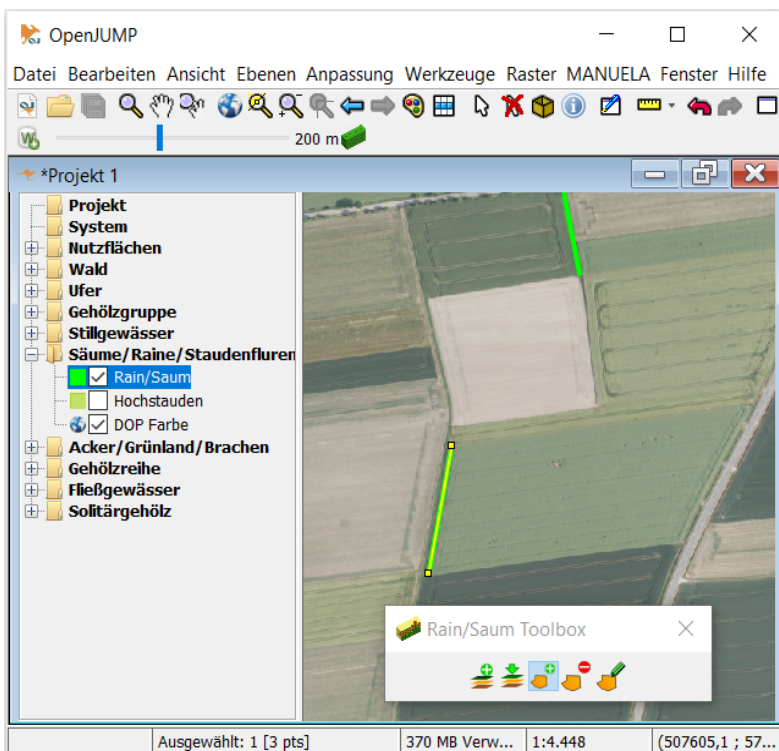 OpenJUMP
Datei Bearbeiten Ansicht Ebenen Anpassung Werkzeuge Raster MANUELA Fenster Hilfe
200 m
*Projekt 1
Projekt
System
Nutzflächen
Wald
Ufer
Gehölzgruppe
Stillgewässer
Säume/Raine/Staudenfluren
Rain/Saum
Hochstauden
DOP Farbe
Acker/Grünland/Brachen
Gehölzreihe
Fließgewässer
Solitärgehölz
Rain/Saum Toolbox
Ausgewählt: 1 [3 pts] 370 MB Verw... 1:4.448 (507605,1 ; 57...